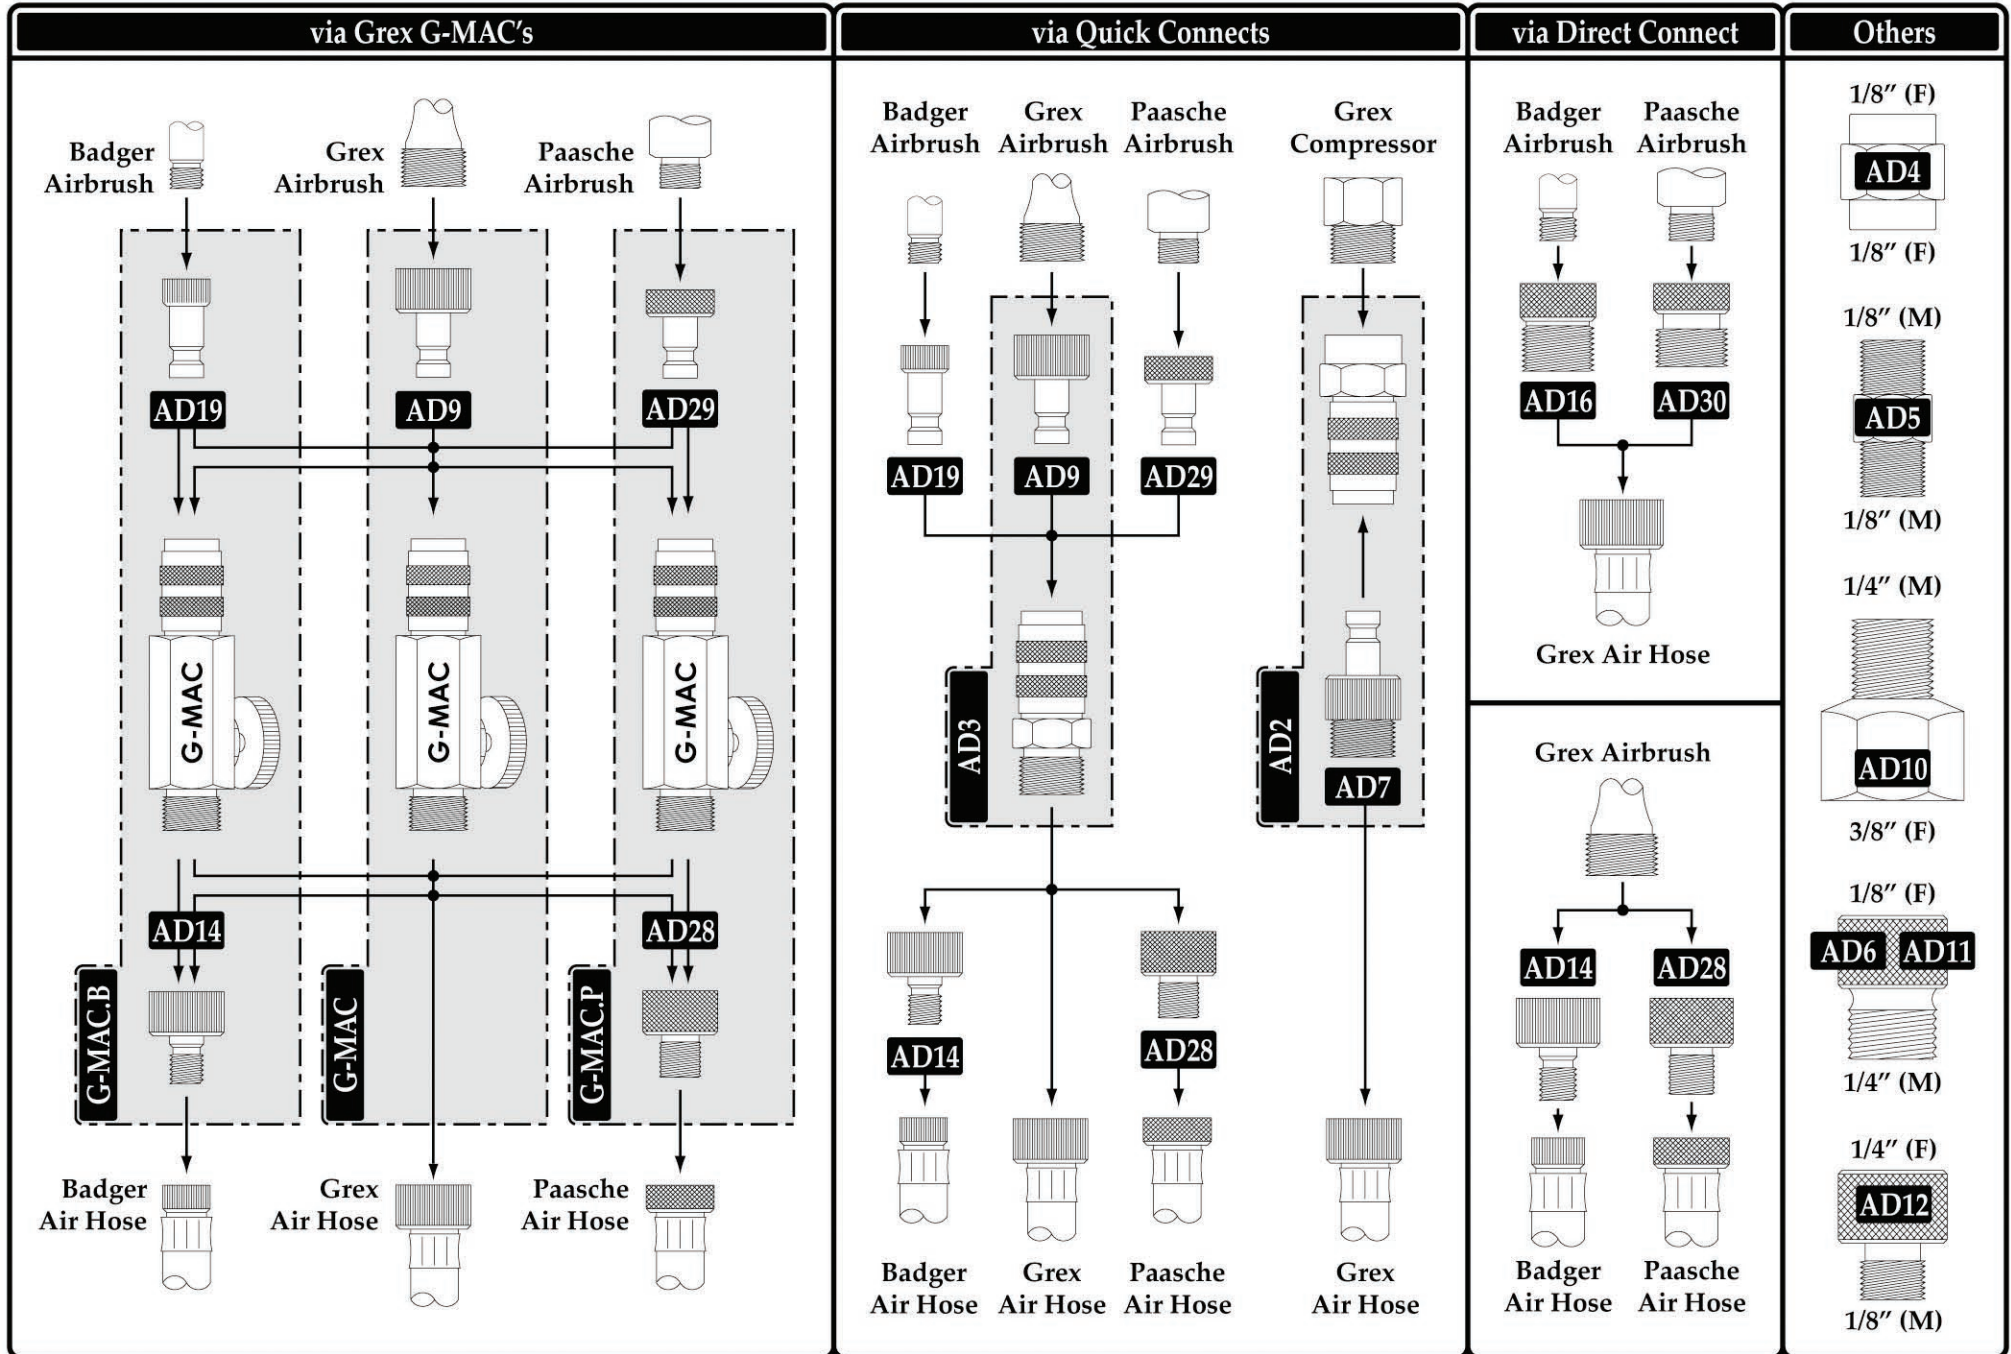 via Grex G-MAC's
Badger
Airbrush
Grex
Airbrush
Paasche
Airbrush
AD19
AD9
AD29
G-MAC
G-MAC
G-MAC
AD14
AD28
G-MAC.B
G-MAC
G-MAC.P
Badger
Air Hose
Grex
Air Hose
Paasche
Air Hose
via Quick Connects
Badger
Airbrush
Grex
Airbrush
Paasche
Airbrush
Grex
Compressor
AD19
AD9
AD29
AD3
AD2
AD7
AD14
AD28
Badger
Air Hose
Grex
Air Hose
Paasche
Air Hose
Grex
Air Hose
via Direct Connect
Badger
Airbrush
Paasche
Airbrush
AD16
AD30
Grex Air Hose
Grex Airbrush
AD14
AD28
Badger
Air Hose
Paasche
Air Hose
Others
1/8" (F)
AD4
1/8" (F)
1/8" (M)
AD5
1/8" (M)
1/4" (M)
AD10
3/8" (F)
1/8" (F)
AD6
AD11
1/4" (M)
1/4" (F)
AD12
1/8" (M)